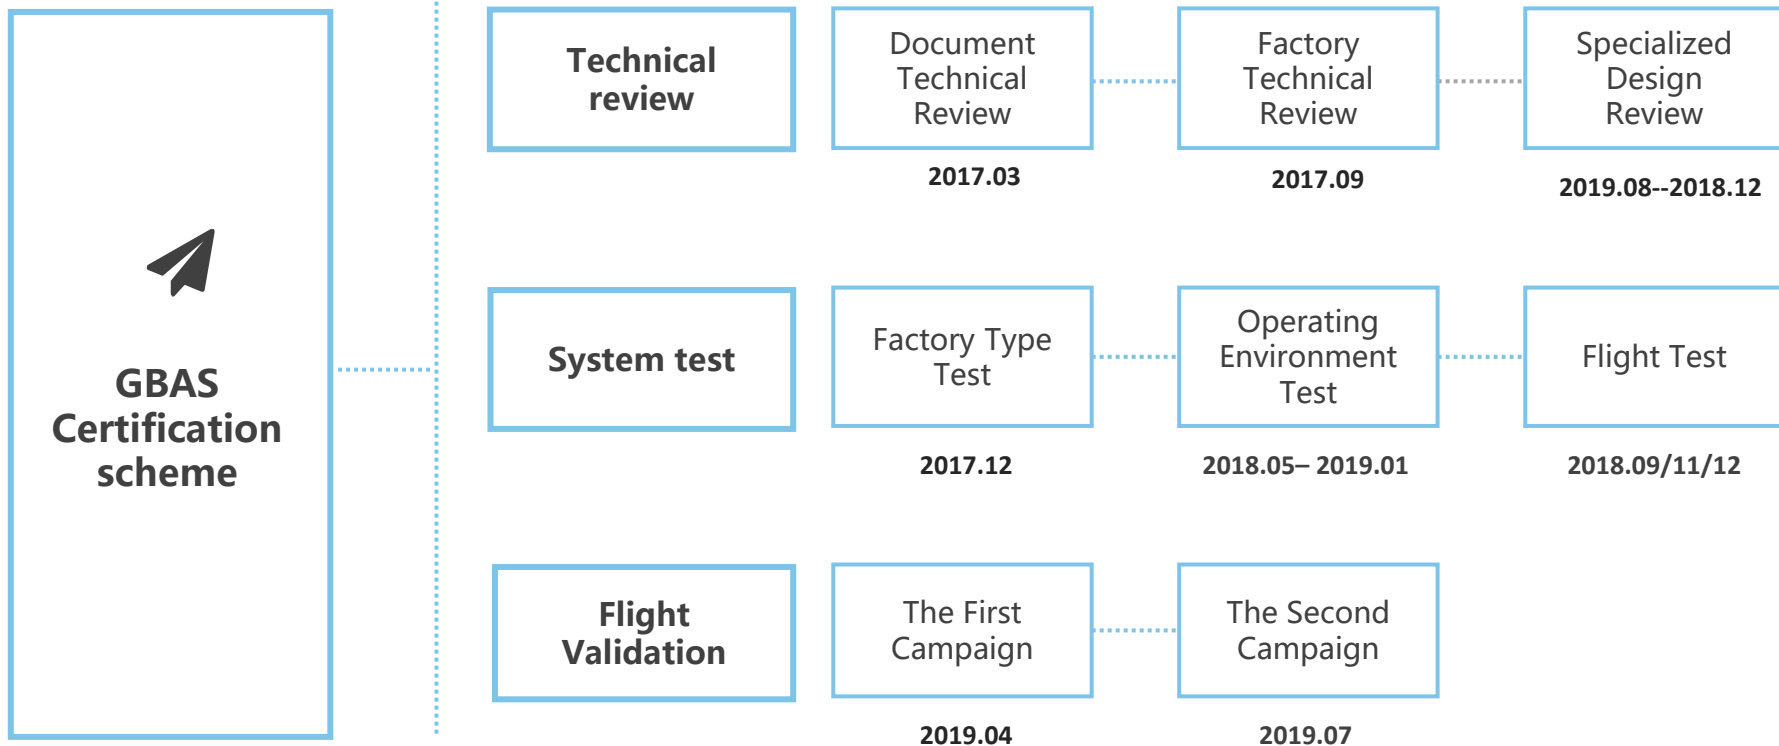 GBAS
Certification
scheme
Technical
review
Document
Technical
Review
2017.03
Factory
Technical
Review
2017.09
Specialized
Design
Review
2019.08--2018.12
System test
Factory Type
Test
2017.12
Operating
Environment
Test
2018.05– 2019.01
Flight Test
2018.09/11/12
Flight
Validation
The First
Campaign
2019.04
The Second
Campaign
2019.07